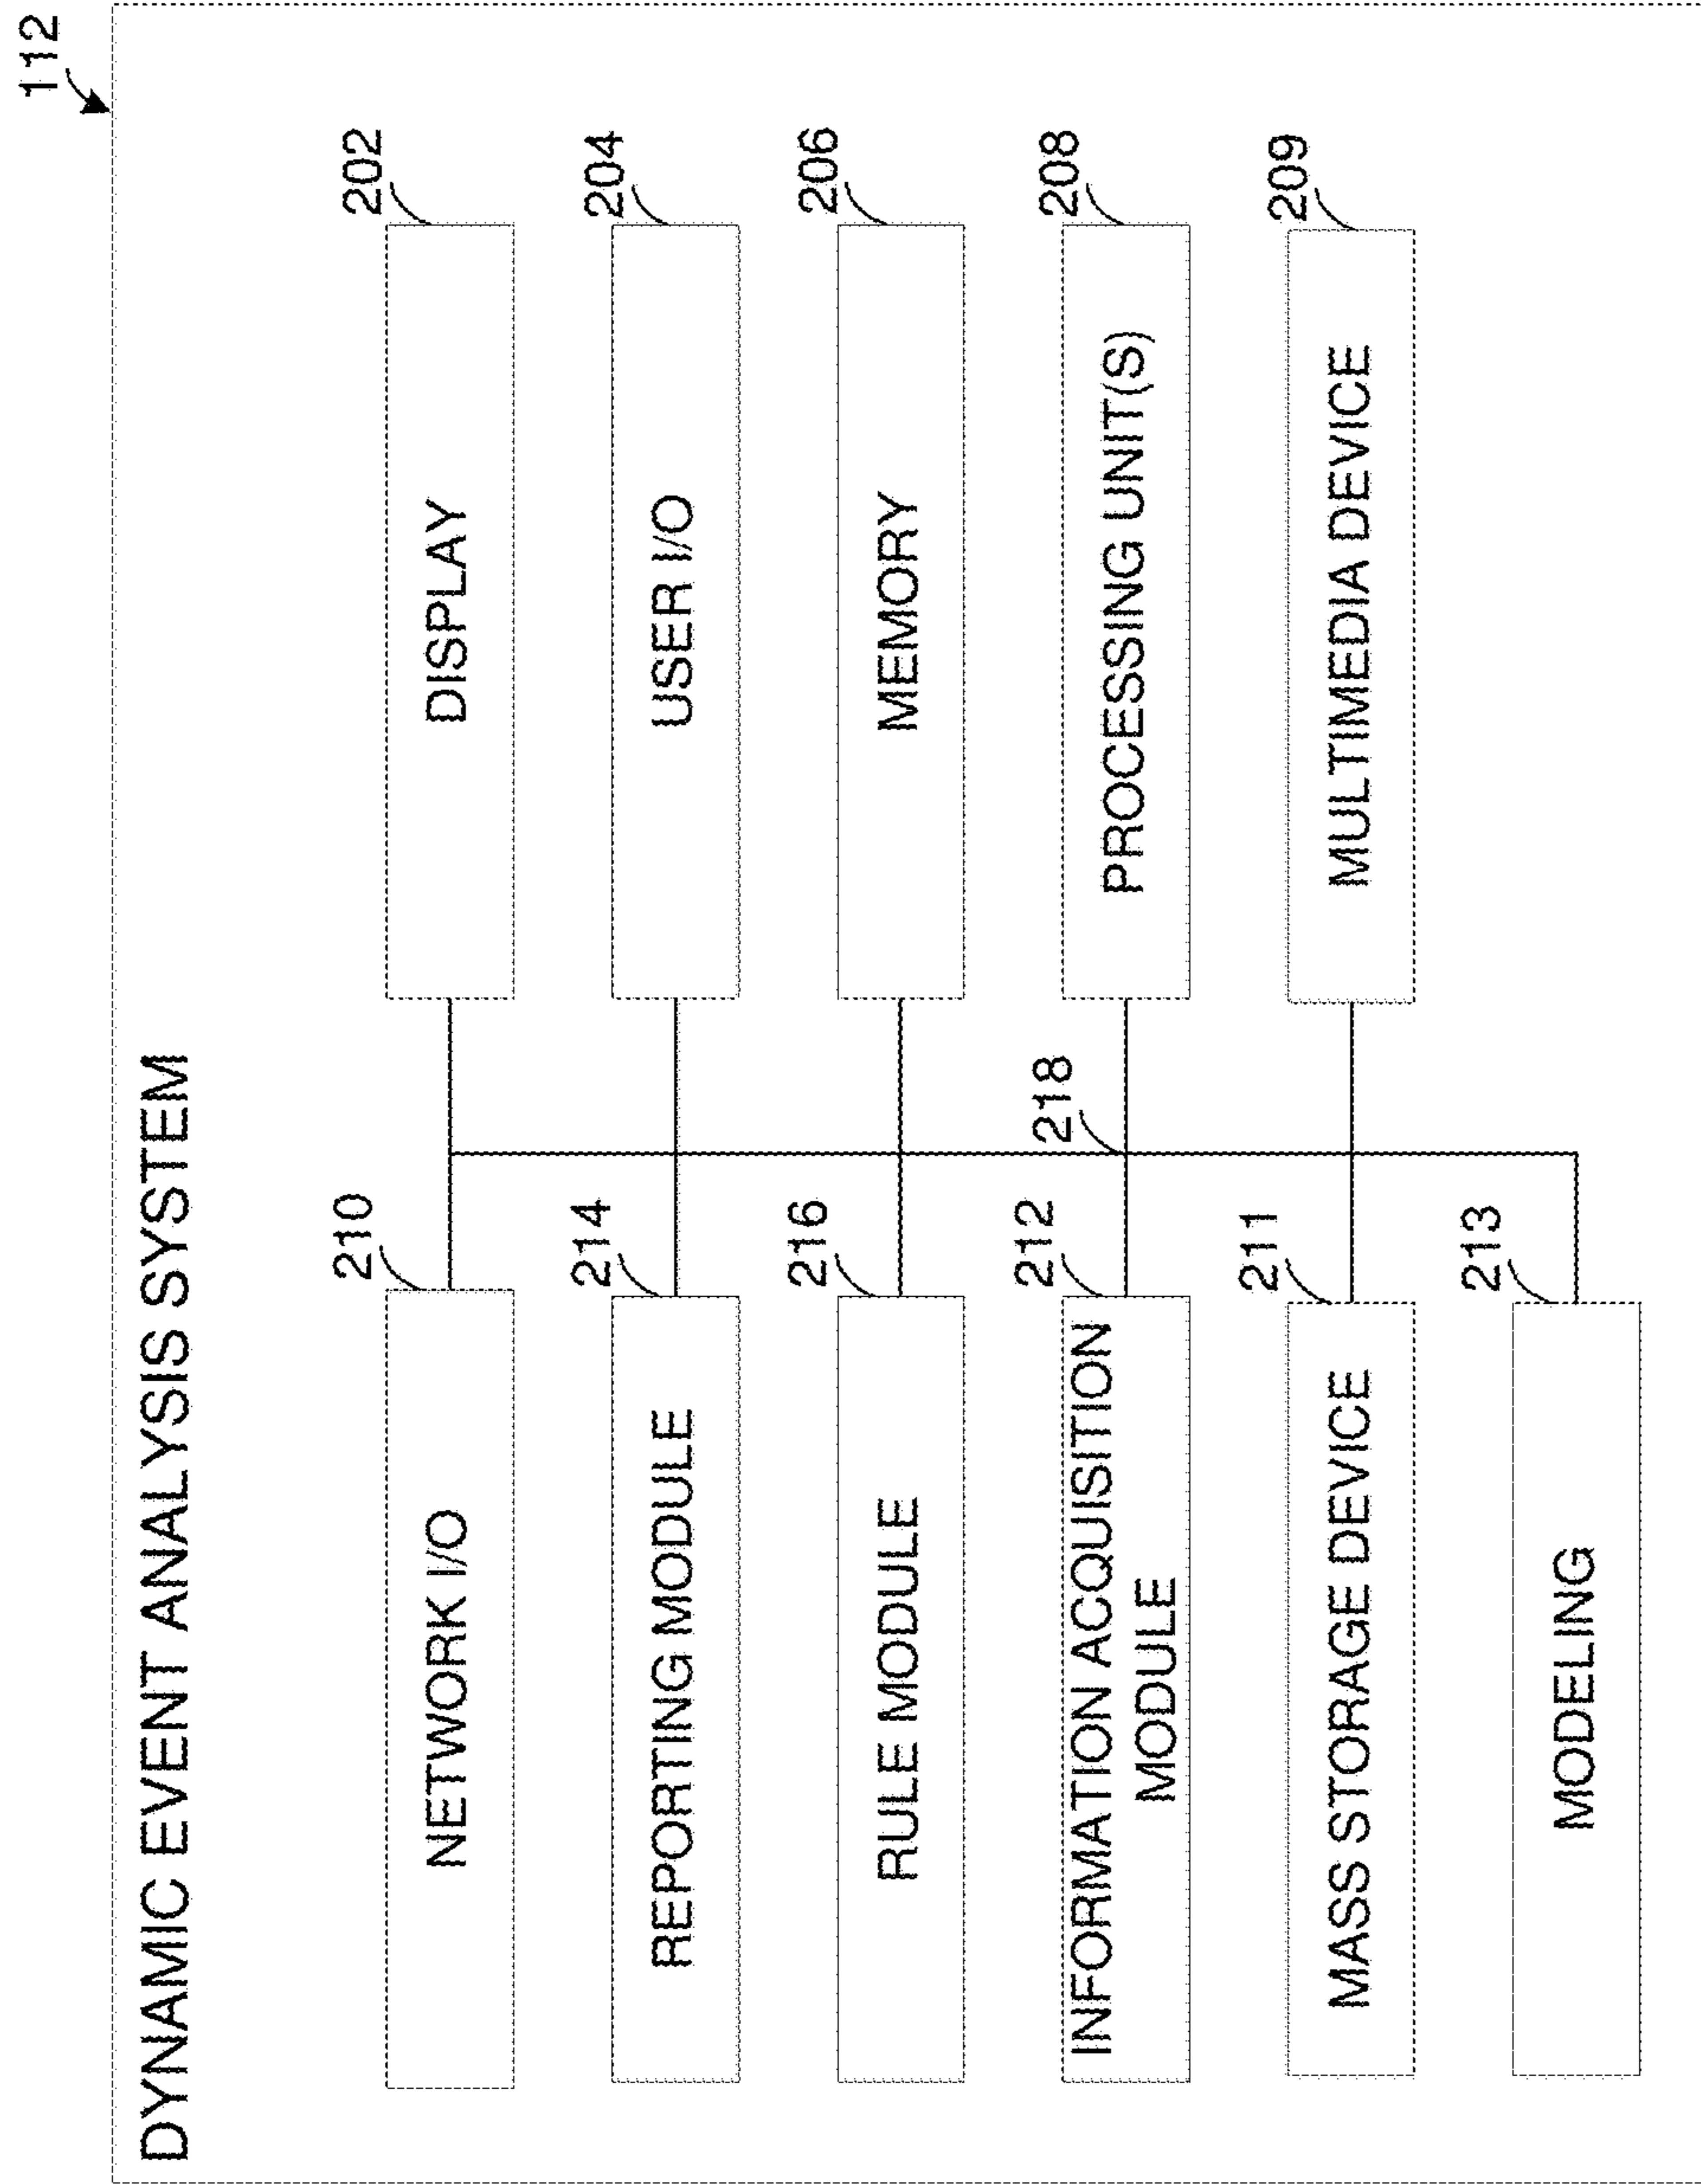 112
DYNAMIC EVENT ANALYSIS SYSTEM
210
NETWORK I/O
202
DISPLAY
214
REPORTING MODULE
204
USER I/O
216
RULE MODULE
206
MEMORY
218
212
INFORMATION ACQUISITION
MODULE
208
PROCESSING UNIT(S)
211
MASS STORAGE DEVICE
209
MULTIMEDIA DEVICE
213
MODELING